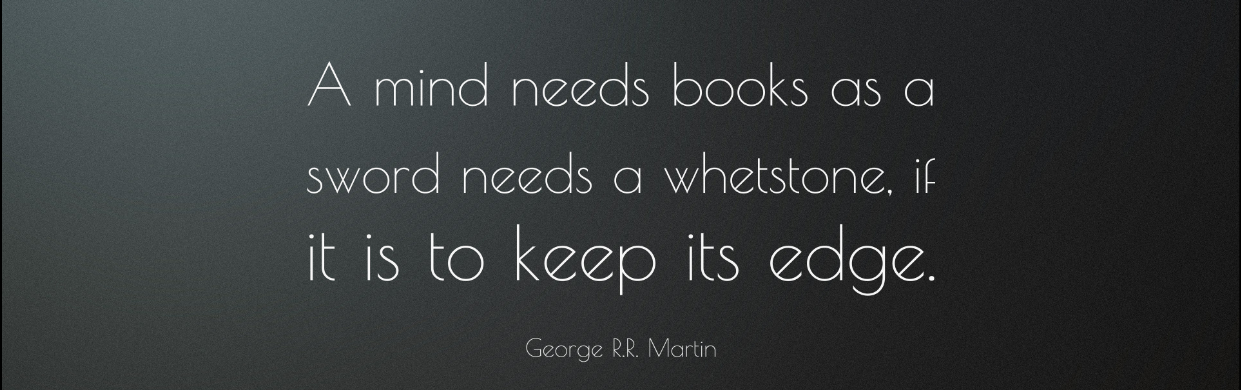 A mind needs books as a
sword needs a whetstone, if
it is to keep its edge.
George R.R. Martin